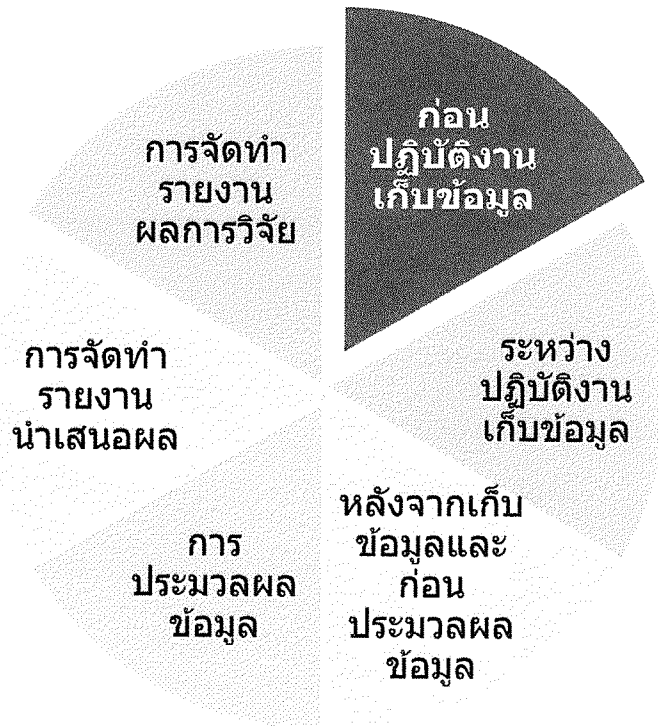 ก่อน
ปฏิบัติงาน
เก็บข้อมูล
ระหว่าง
ปฏิบัติงาน
เก็บข้อมูล
หลังจากเก็บ
ข้อมูลและ
ก่อน
ประมวลผล
ข้อมูล
การ
ประมวลผล
ข้อมูล
การจัดทำ
รายงาน
นำเสนอผล
การจัดทำ
รายงาน
ผลการวิจัย